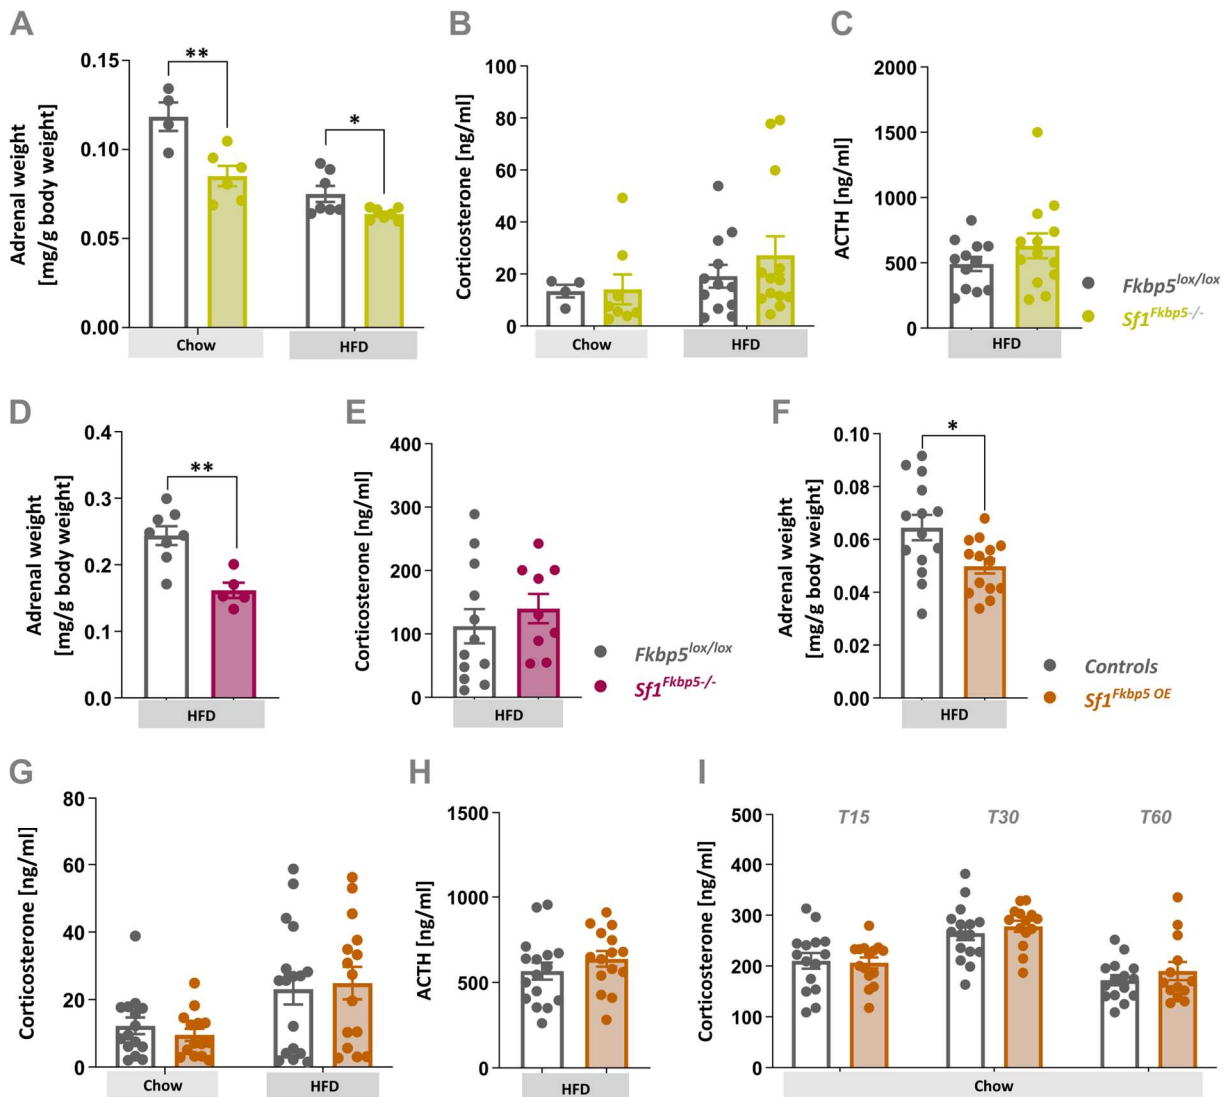 A
Adrenal weight
[mg/g body weight]
0.15
0.10
0.05
0.00
**
*
Chow
HFD
B
Corticosterone [ng/ml]
100
80
60
40
20
0
Chow
HFD
C
ACTH [ng/ml]
2000
1500
1000
500
0
HFD
Fkbp5lox/lox
Sf1Fkbp5-/-
D
Adrenal weight
[mg/g body weight]
0.4
0.3
0.2
0.1
0.0
**
HFD
E
Corticosterone [ng/ml]
400
300
200
100
0
HFD
Fkbp5lox/lox
Sf1Fkbp5-/-
F
Adrenal weight
[mg/g body weight]
0.10
0.08
0.06
0.04
0.02
0.00
*
HFD
Controls
Sf1Fkbp5 OE
G
Corticosterone [ng/ml]
80
60
40
20
0
Chow
HFD
H
ACTH [ng/ml]
1500
1000
500
0
HFD
I
Corticosterone [ng/ml]
500
400
300
200
100
0
T15
T30
T60
Chow